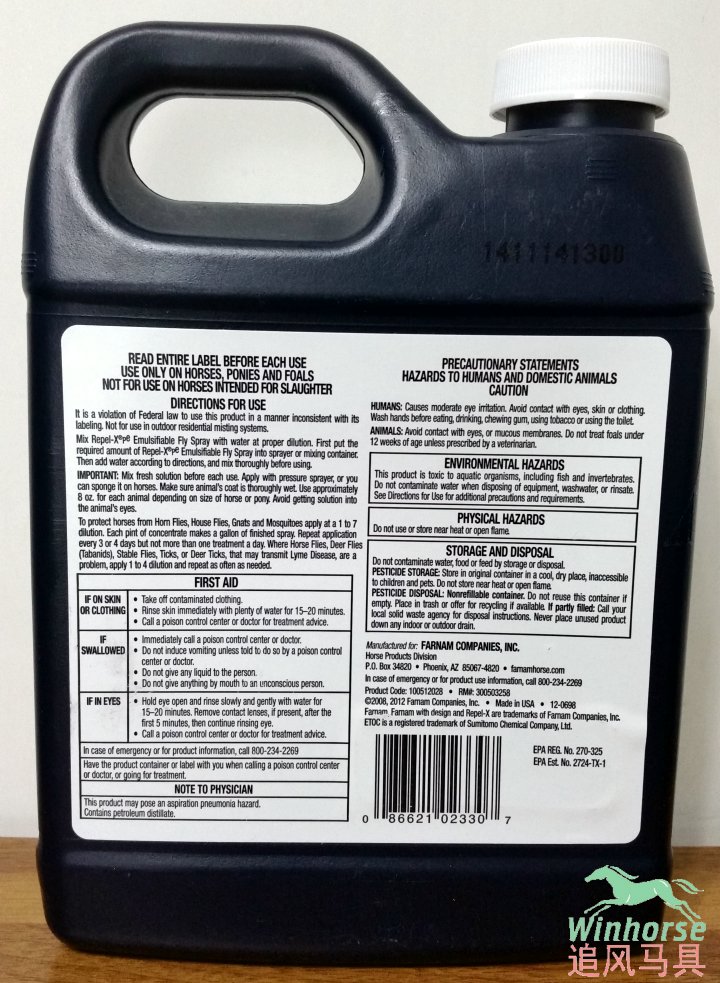 1411141300
READ ENTIRE LABEL BEFORE EACH USE
USE ONLY ON HORSES, PONIES AND FOALS
NOT FOR USE ON HORSES INTENDED FOR SLAUGHTER
DIRECTIONS FOR USE
It is a violation of Federal law to use this product in a manner inconsistent with its
labeling. Not for use in outdoor residential misting systems.
Mix Repel-X®p® Emulsifiable Fly Spray with water at proper dilution. First put the
required amount of Repel-X®p® Emulsifiable Fly Spray into sprayer or mixing container.
Then add water according to directions, and mix thoroughly before using.
IMPORTANT: Mix fresh solution before each use. Apply with pressure sprayer, or you
can sponge it on horses. Make sure animal's coat is thoroughly wet. Use approximately
8 oz. for each animal depending on size of horse or pony. Avoid getting solution into
the animal's eyes.
To protect horses from Horn Flies, House Flies, Gnats and Mosquitoes apply at a 1 to 7
dilution. Each pint of concentrate makes a gallon of finished spray. Repeat application
every 3 or 4 days but not more than one treatment a day. Where Horse Flies, Deer Flies
(Tabanids), Stable Flies, Ticks, or Deer Ticks, that may transmit Lyme Disease, are a
problem, apply 1 to 4 dilution and repeat as often as needed.
FIRST AID
IF ON SKIN
OR CLOTHING
• Take off contaminated clothing.
• Rinse skin immediately with plenty of water for 15–20 minutes.
• Call a poison control center or doctor for treatment advice.
IF
SWALLOWED
• Immediately call a poison control center or doctor.
• Do not induce vomiting unless told to do so by a poison control
center or doctor.
• Do not give any liquid to the person.
• Do not give anything by mouth to an unconscious person.
IF IN EYES
• Hold eye open and rinse slowly and gently with water for
15–20 minutes. Remove contact lenses, if present, after the
first 5 minutes, then continue rinsing eye.
• Call a poison control center or doctor for treatment advice.
In case of emergency or for product information, call 800-234-2269
Have the product container or label with you when calling a poison control center
or doctor, or going for treatment.
NOTE TO PHYSICIAN
This product may pose an aspiration pneumonia hazard.
Contains petroleum distillate.
PRECAUTIONARY STATEMENTS
HAZARDS TO HUMANS AND DOMESTIC ANIMALS
CAUTION
HUMANS: Causes moderate eye irritation. Avoid contact with eyes, skin or clothing.
Wash hands before eating, drinking, chewing gum, using tobacco or using the toilet.
ANIMALS: Avoid contact with eyes, or mucous membranes. Do not treat foals under
12 weeks of age unless prescribed by a veterinarian.
ENVIRONMENTAL HAZARDS
This product is toxic to aquatic organisms, including fish and invertebrates.
Do not contaminate water when disposing of equipment, washwater, or rinsate.
See Directions for Use for additional precautions and requirements.
PHYSICAL HAZARDS
Do not use or store near heat or open flame.
STORAGE AND DISPOSAL
Do not contaminate water, food or feed by storage or disposal.
PESTICIDE STORAGE: Store in original container in a cool, dry place, inaccessible
to children and pets. Do not store near heat or open flame.
PESTICIDE DISPOSAL: Nonrefillable container. Do not reuse this container if
empty. Place in trash or offer for recycling if available. If partly filled: Call your
local solid waste agency for disposal instructions. Never place unused product
down any indoor or outdoor drain.
Manufactured for: FARNAM COMPANIES, INC.
Horse Products Division
P.O. Box 34820 • Phoenix, AZ 85067-4820 • farnamhorse.com
In case of emergency or for product use information, call 800-234-2269
Product Code: 100512028 • RM#: 300503258
©2008, 2012 Farnam Companies, Inc. • Made in USA • 12-0698
Farnam, Farnam with design and Repel-X are trademarks of Farnam Companies, Inc.
ETOC is a registered trademark of Sumitomo Chemical Company, Ltd.
EPA REG. No. 270-325
EPA Est. No. 2724-TX-1
0 86621 02330 7
Winhorse
追风马具